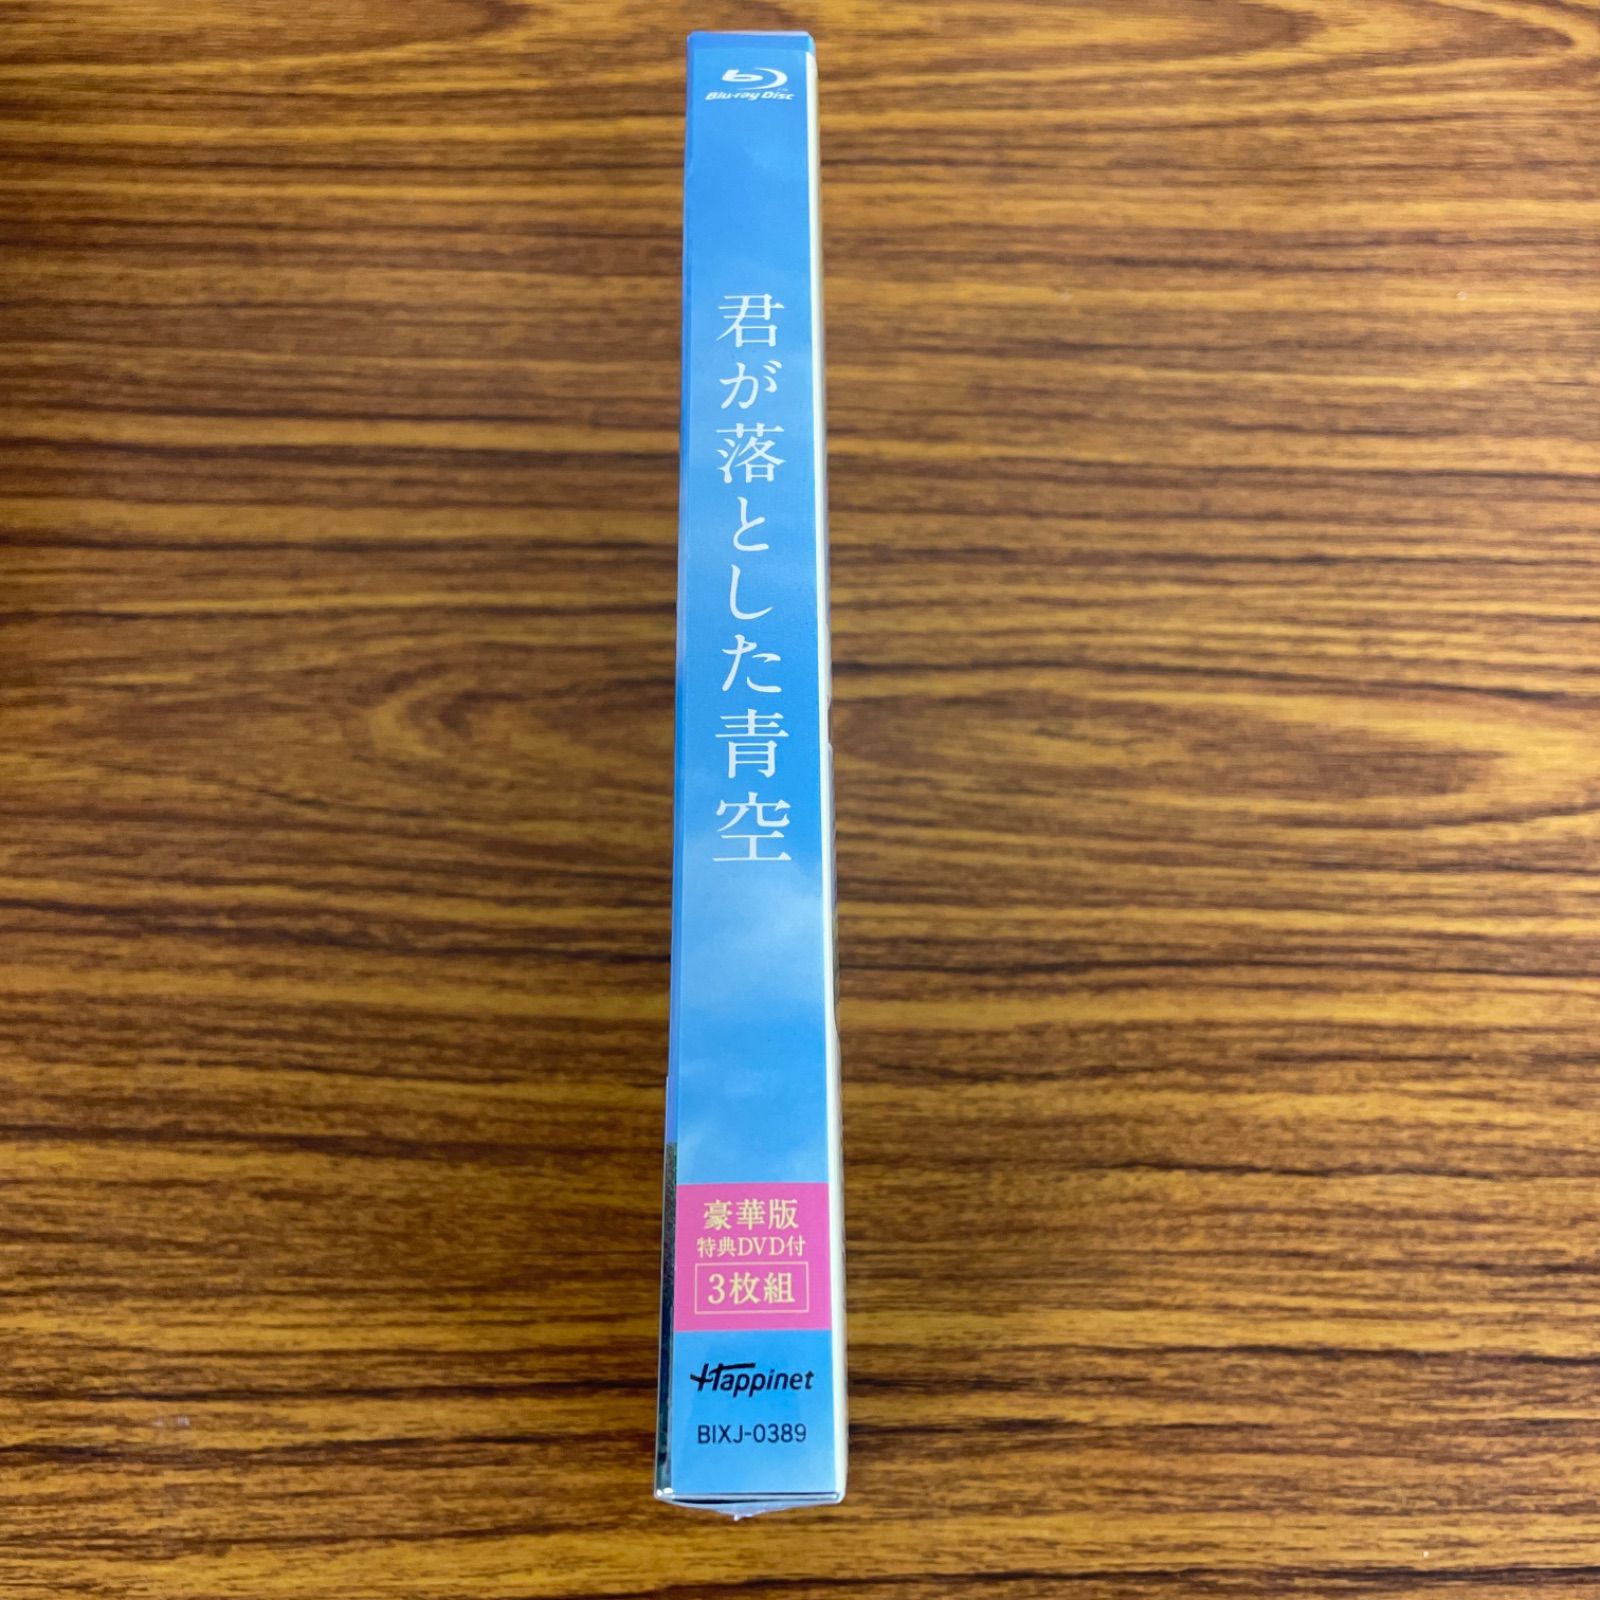 Blu-ray Disc
君が落とした青空
豪華版
特典DVD付
3枚組
Happinet
BIXJ-0389